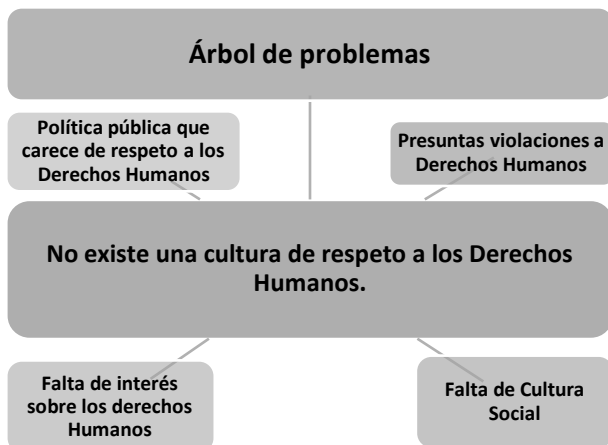 Árbol de problemas
Política pública que
carece de respeto a los
Derechos Humanos
Presuntas violaciones a
Derechos Humanos
No existe una cultura de respeto a los Derechos
Humanos.
Falta de interés
sobre los derechos
Humanos
Falta de Cultura
Social